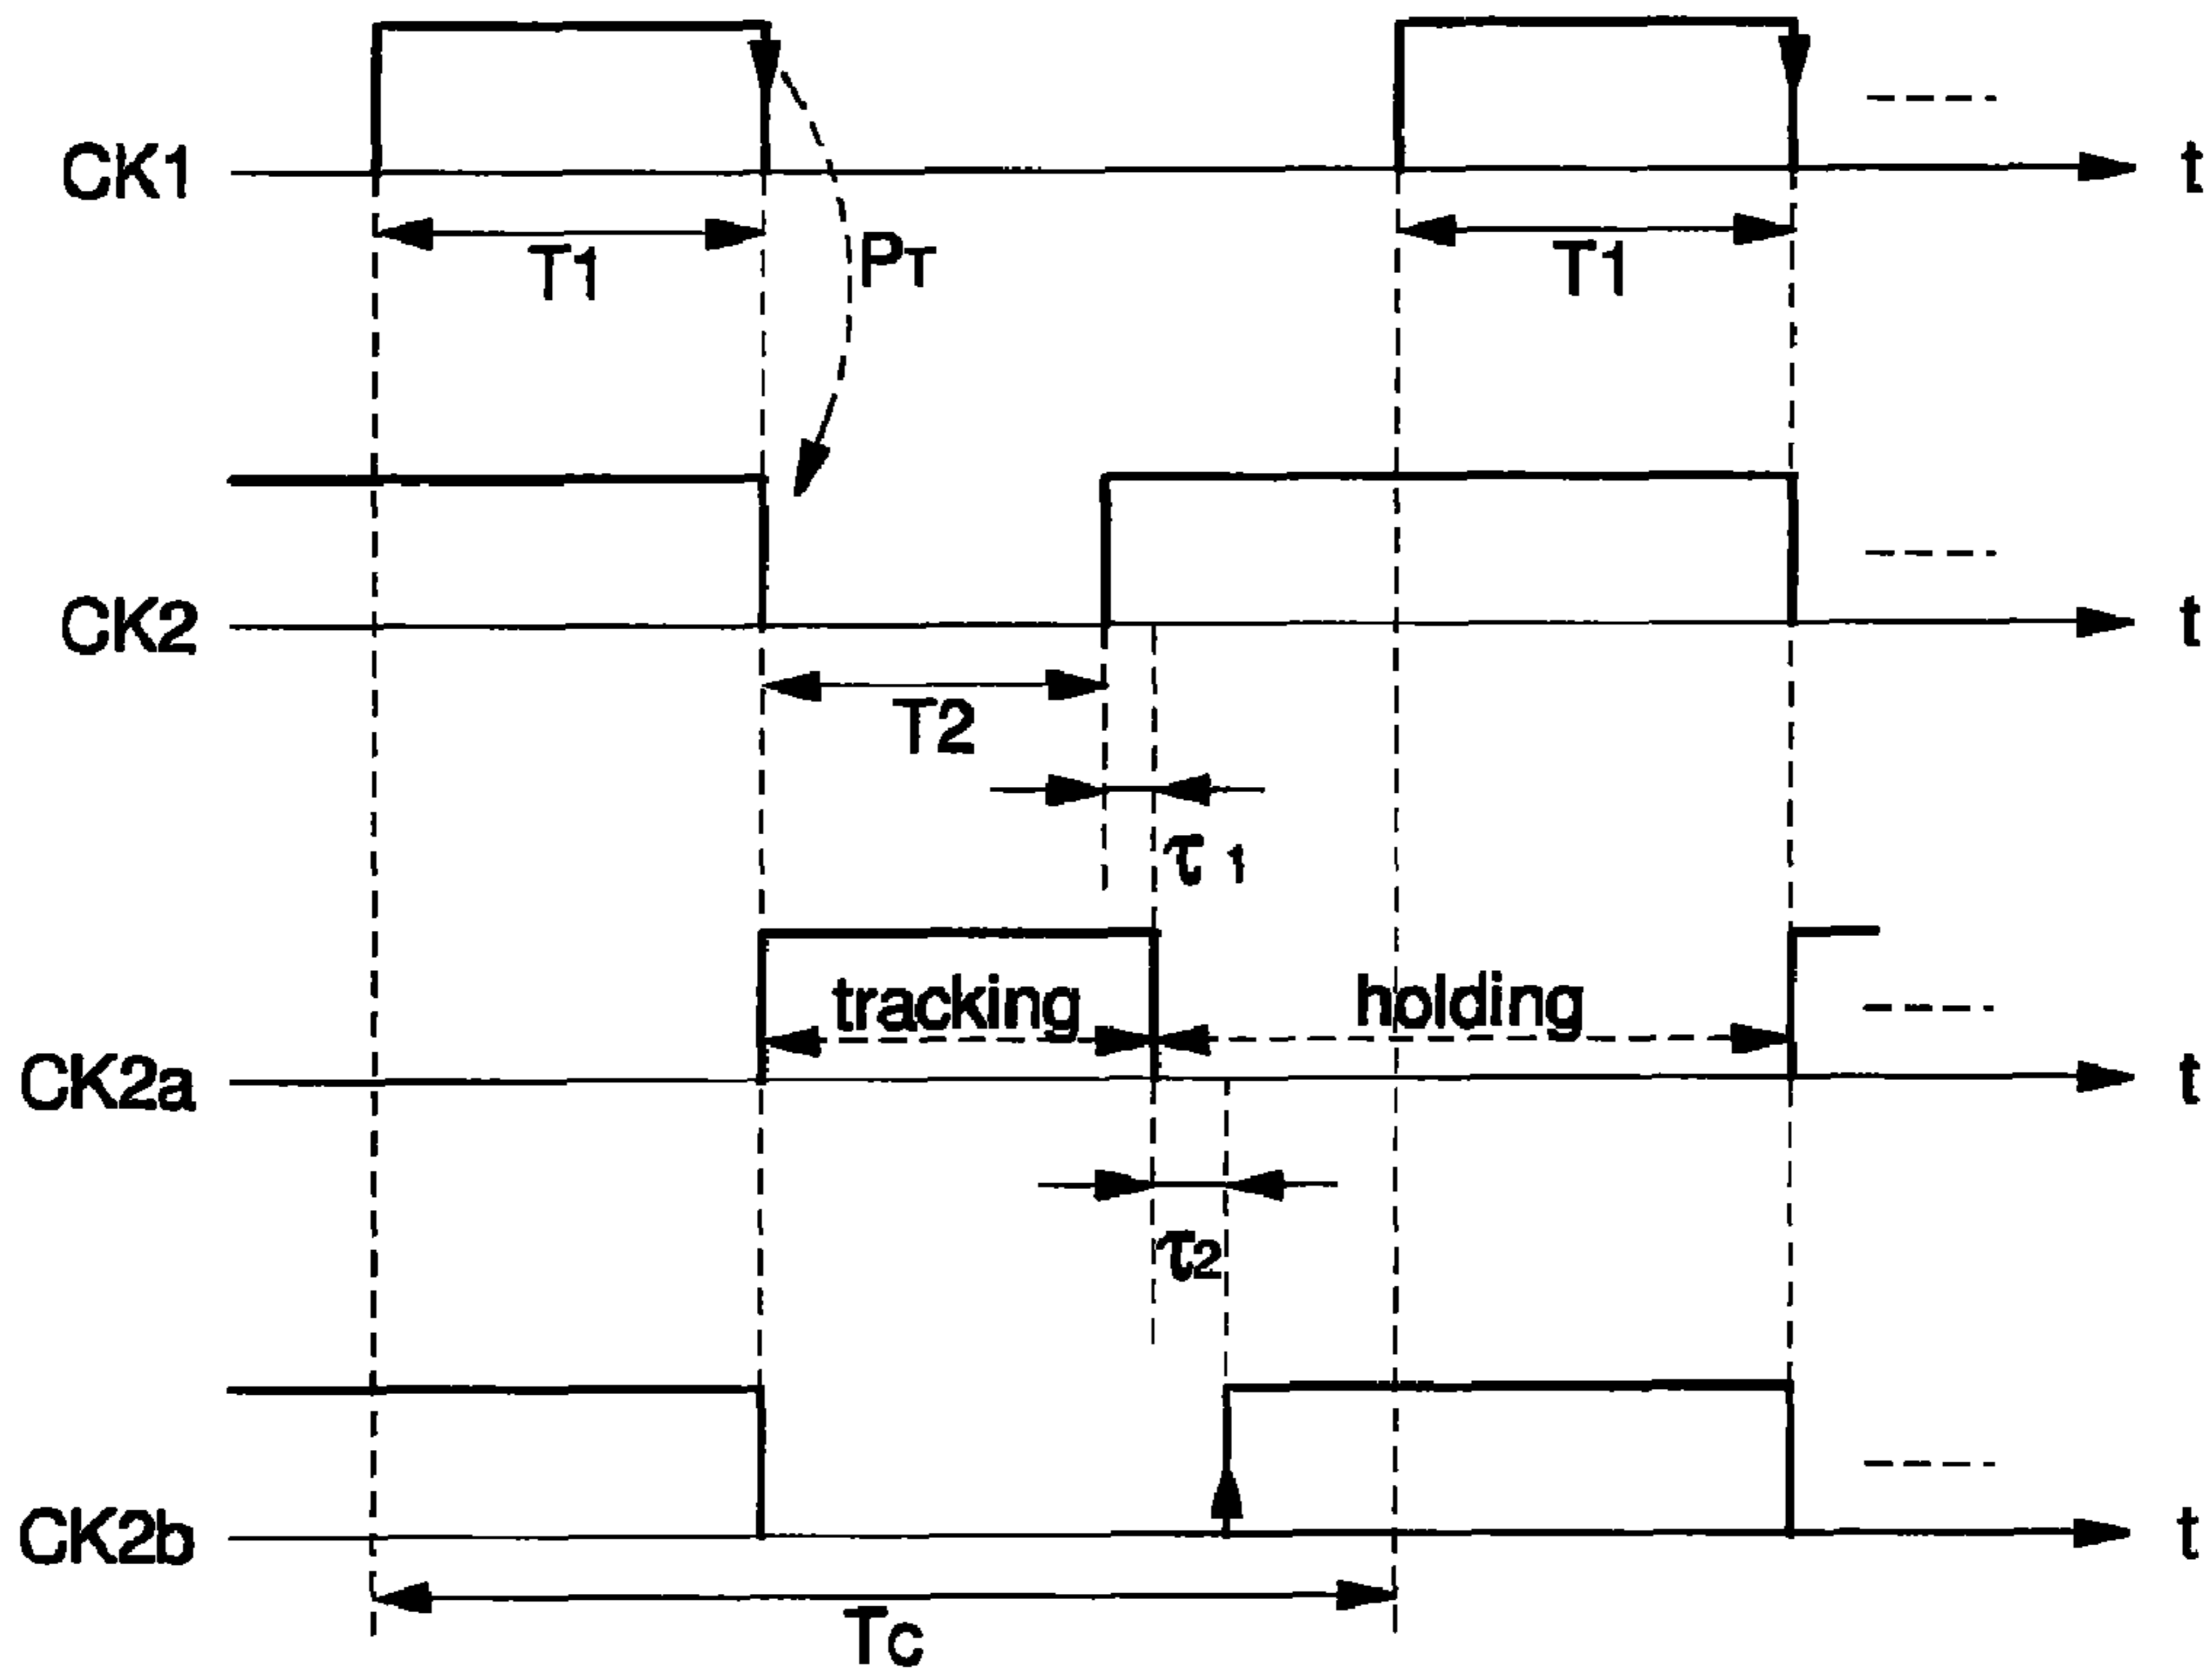 CK1
t
T1
PT
T1
CK2
t
T2
τ1
tracking
holding
CK2a
t
τ2
CK2b
t
Tc